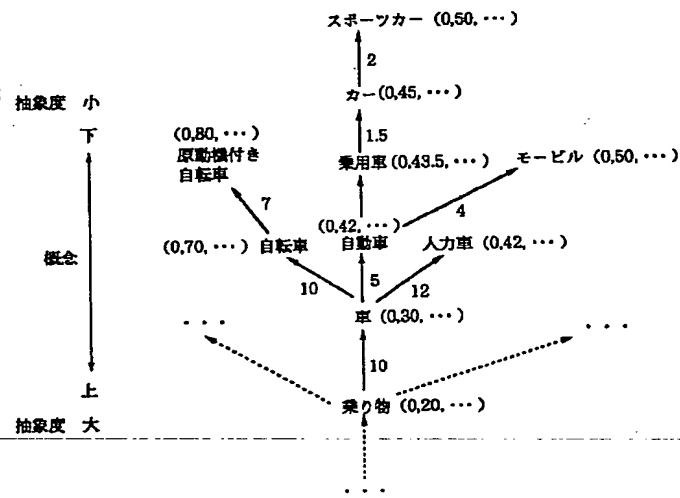 スポーツカー (0,50, ···)
2
カー(0,45, ···)
抽象度 小
下
1.5
(0,80, ···)
原動機付き
自転車
乗用車(0,43.5, ···)
モービル (0,50, ···)
7
4
(0,42, ···)
(0,70, ···) 自転車
自動車
人力車 (0,42, ···)
概念
10
5
12
車 (0,30, ···)
···
···
10
上
乗り物 (0,20, ···)
抽象度 大
···